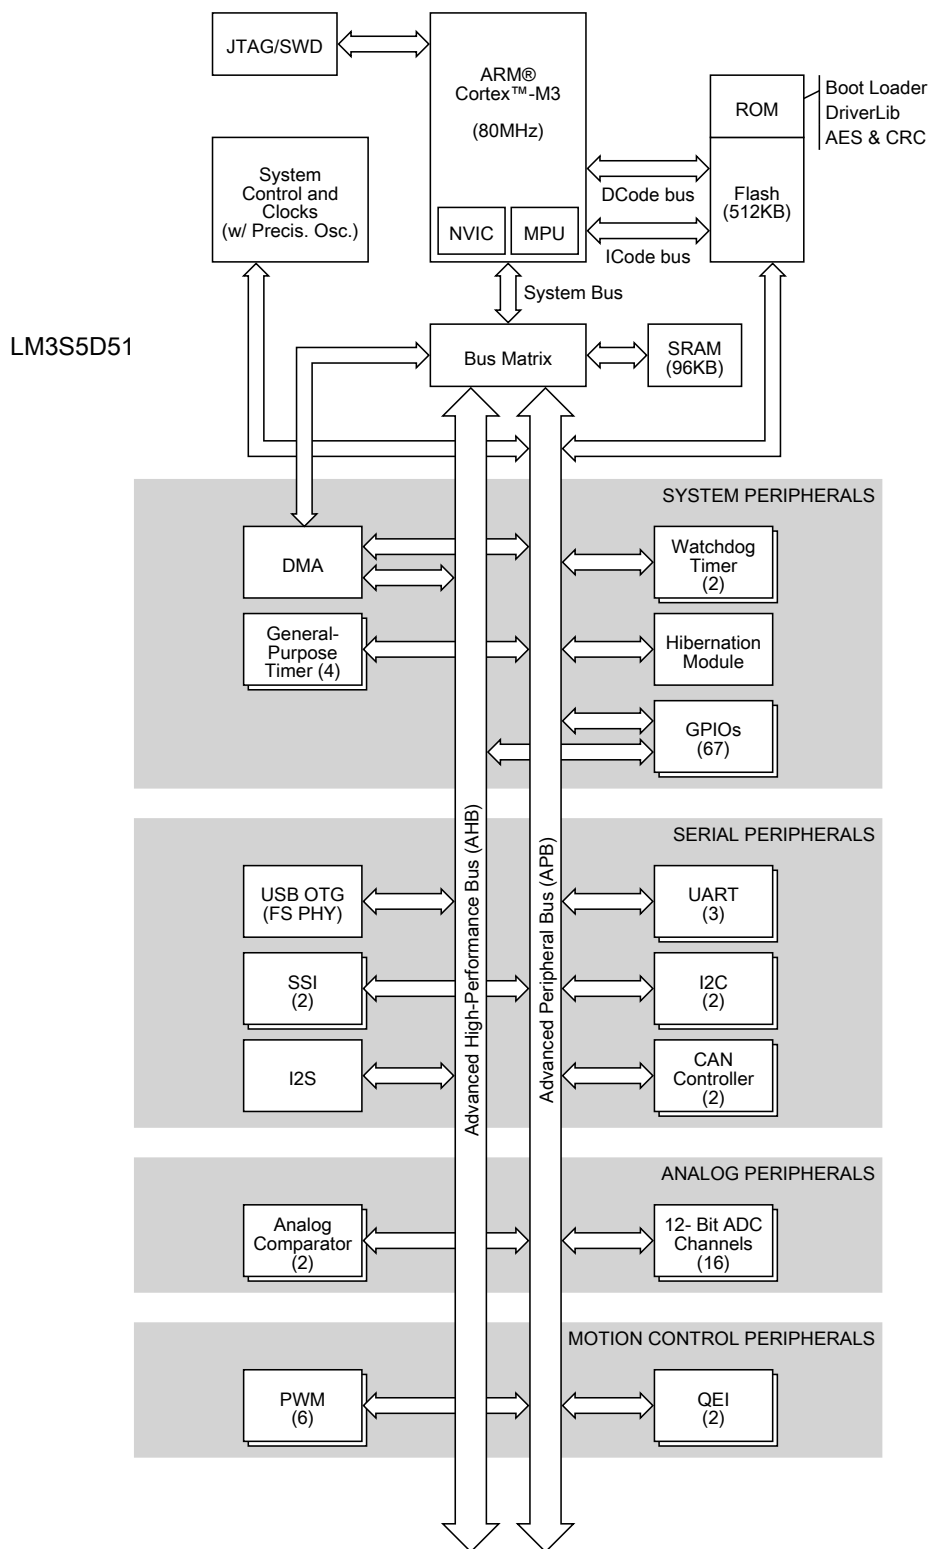 JTAG/SWD
ARM®
Cortex™-M3
(80MHz)
NVIC
MPU
ROM
Boot Loader
DriverLib
AES & CRC
Flash
(512KB)
DCode bus
ICode bus
System
Control and
Clocks
(w/ Precis. Osc.)
System Bus
LM3S5D51
Bus Matrix
SRAM
(96KB)
SYSTEM PERIPHERALS
DMA
Watchdog
Timer
(2)
General-
Purpose
Timer (4)
Hibernation
Module
GPIOs
(67)
Advanced High-Performance Bus (AHB)
Advanced Peripheral Bus (APB)
SERIAL PERIPHERALS
USB OTG
(FS PHY)
UART
(3)
SSI
(2)
I2C
(2)
I2S
CAN
Controller
(2)
ANALOG PERIPHERALS
Analog
Comparator
(2)
12- Bit ADC
Channels
(16)
MOTION CONTROL PERIPHERALS
PWM
(6)
QEI
(2)